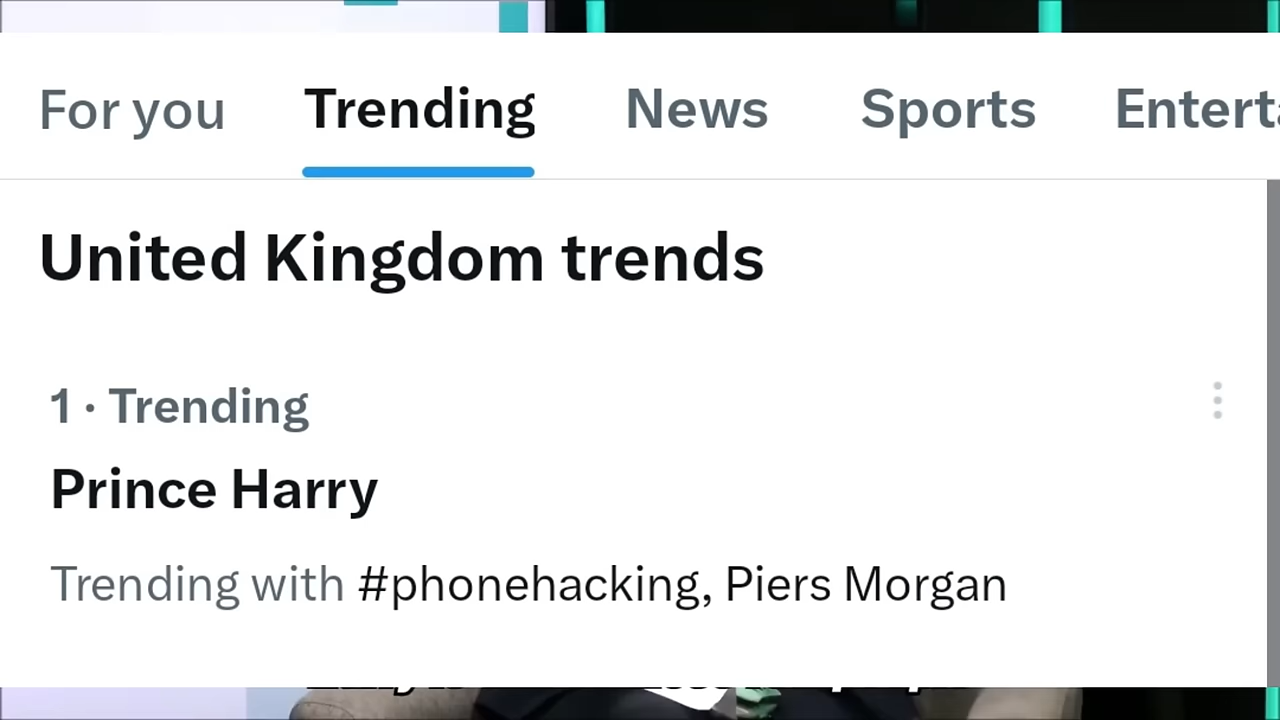 For you Trending News Sports Enterta
United Kingdom trends
1 · Trending
Prince Harry
Trending with #phonehacking, Piers Morgan